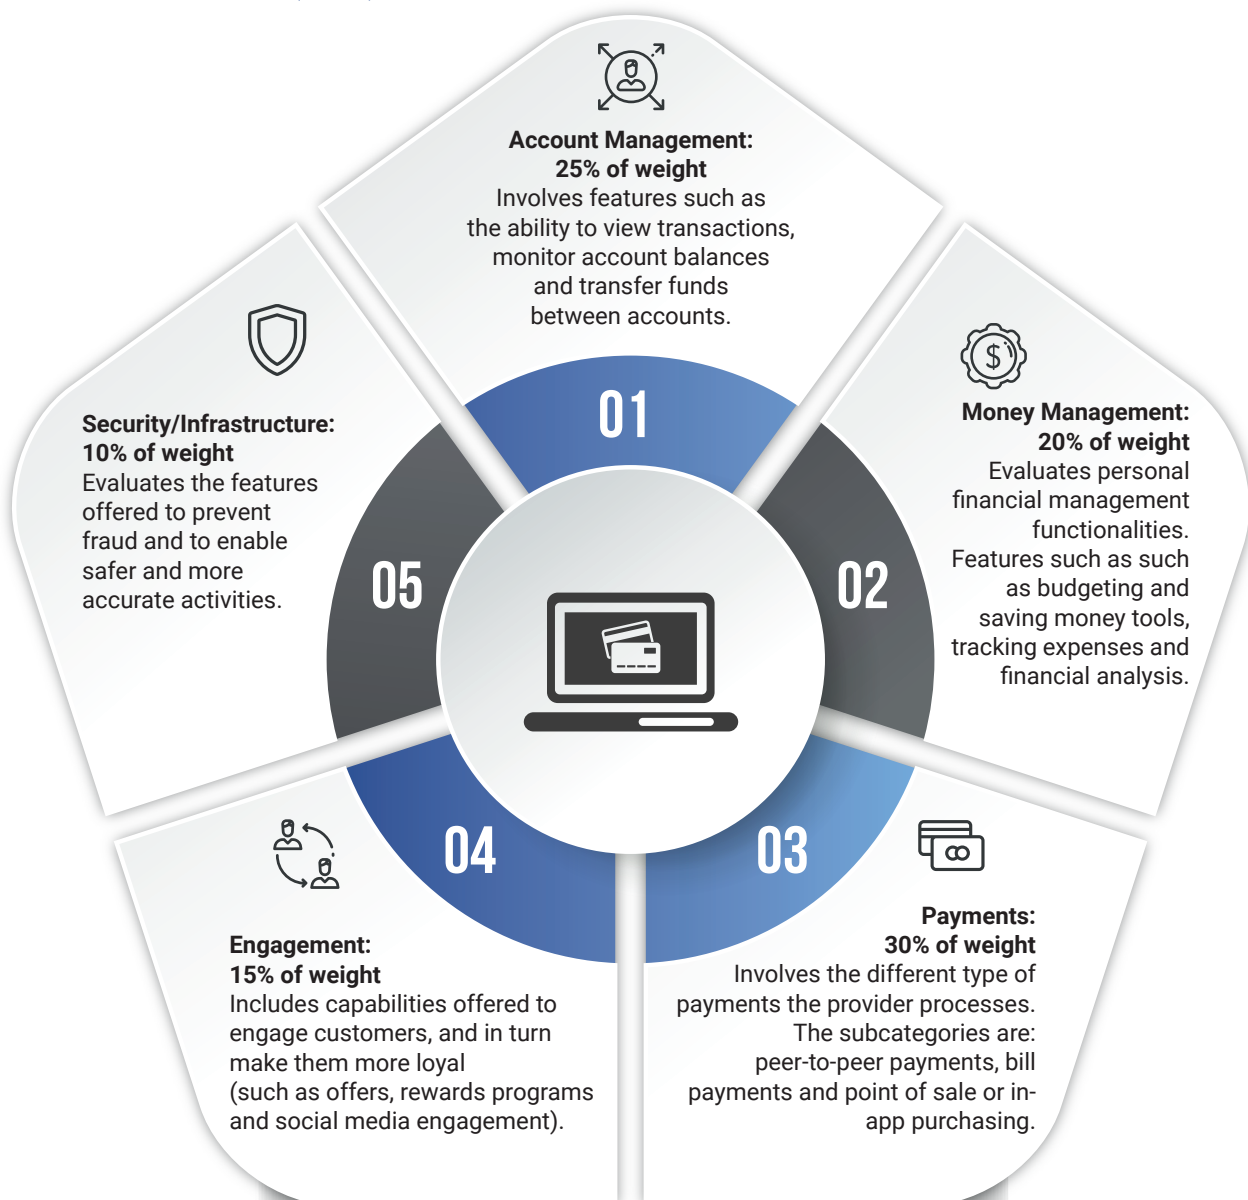 Account Management:
25% of weight
Involves features such as
the ability to view transactions,
monitor account balances
and transfer funds
between accounts.
01
Money Management:
20% of weight
Evaluates personal
financial management
functionalities.
Features such as such
as budgeting and
saving money tools,
tracking expenses and
financial analysis.
02
Payments:
30% of weight
Involves the different type of
payments the provider processes.
The subcategories are:
peer-to-peer payments, bill
payments and point of sale or in-
app purchasing.
03
Engagement:
15% of weight
Includes capabilities offered to
engage customers, and in turn
make them more loyal
(such as offers, rewards programs
and social media engagement).
04
Security/Infrastructure:
10% of weight
Evaluates the features
offered to prevent
fraud and to enable
safer and more
accurate activities.
05
$